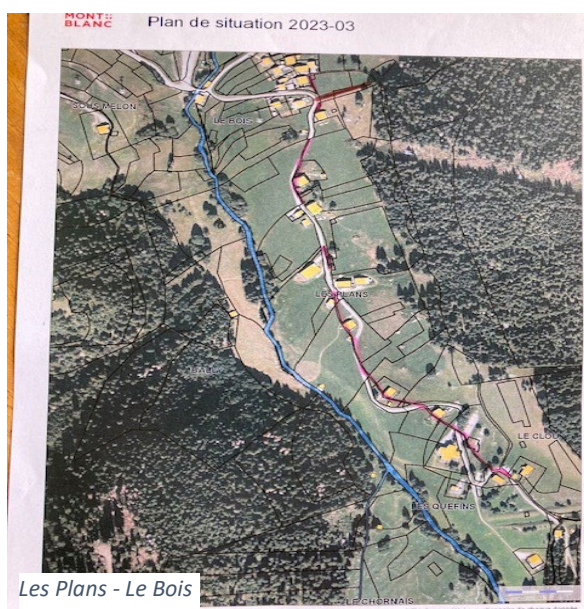 MONT::
BLANC
Plan de situation 2023-03
SOUS MELON
LE BOIS
LES PLANS
LE CLOU
LES QUEFINS
LE CHORNAIS
Les Plans - Le Bois